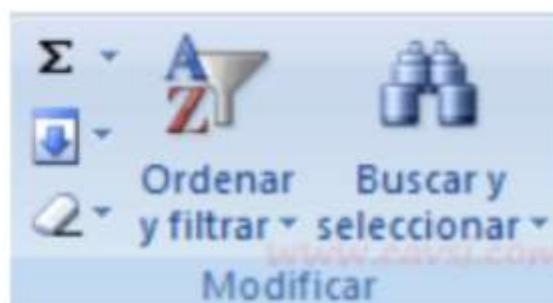 Σ
A
Z
Ordenar
y filtrar
Buscar y
seleccionar
Modificar